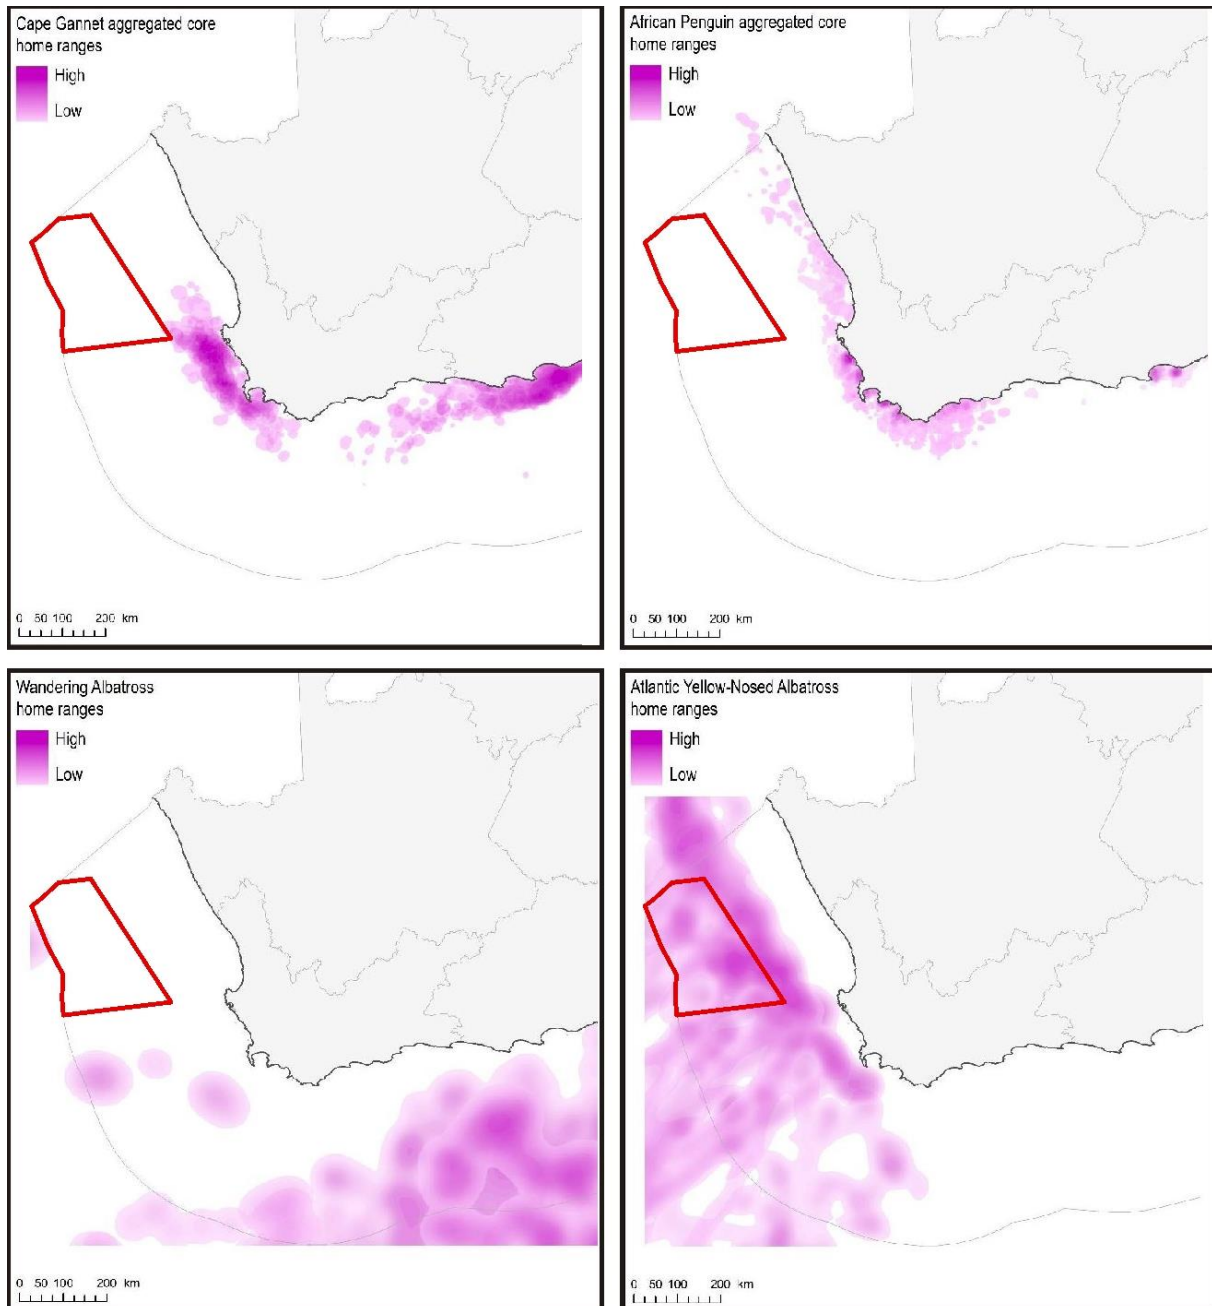 Cape Gannet aggregated core
home ranges
High
Low
0 50 100 200 km
African Penguin aggregated core
home ranges
High
Low
0 50 100 200 km
Wandering Albatross
home ranges
High
Low
0 50 100 200 km
Atlantic Yellow-Nosed Albatross
home ranges
High
Low
0 50 100 200 km